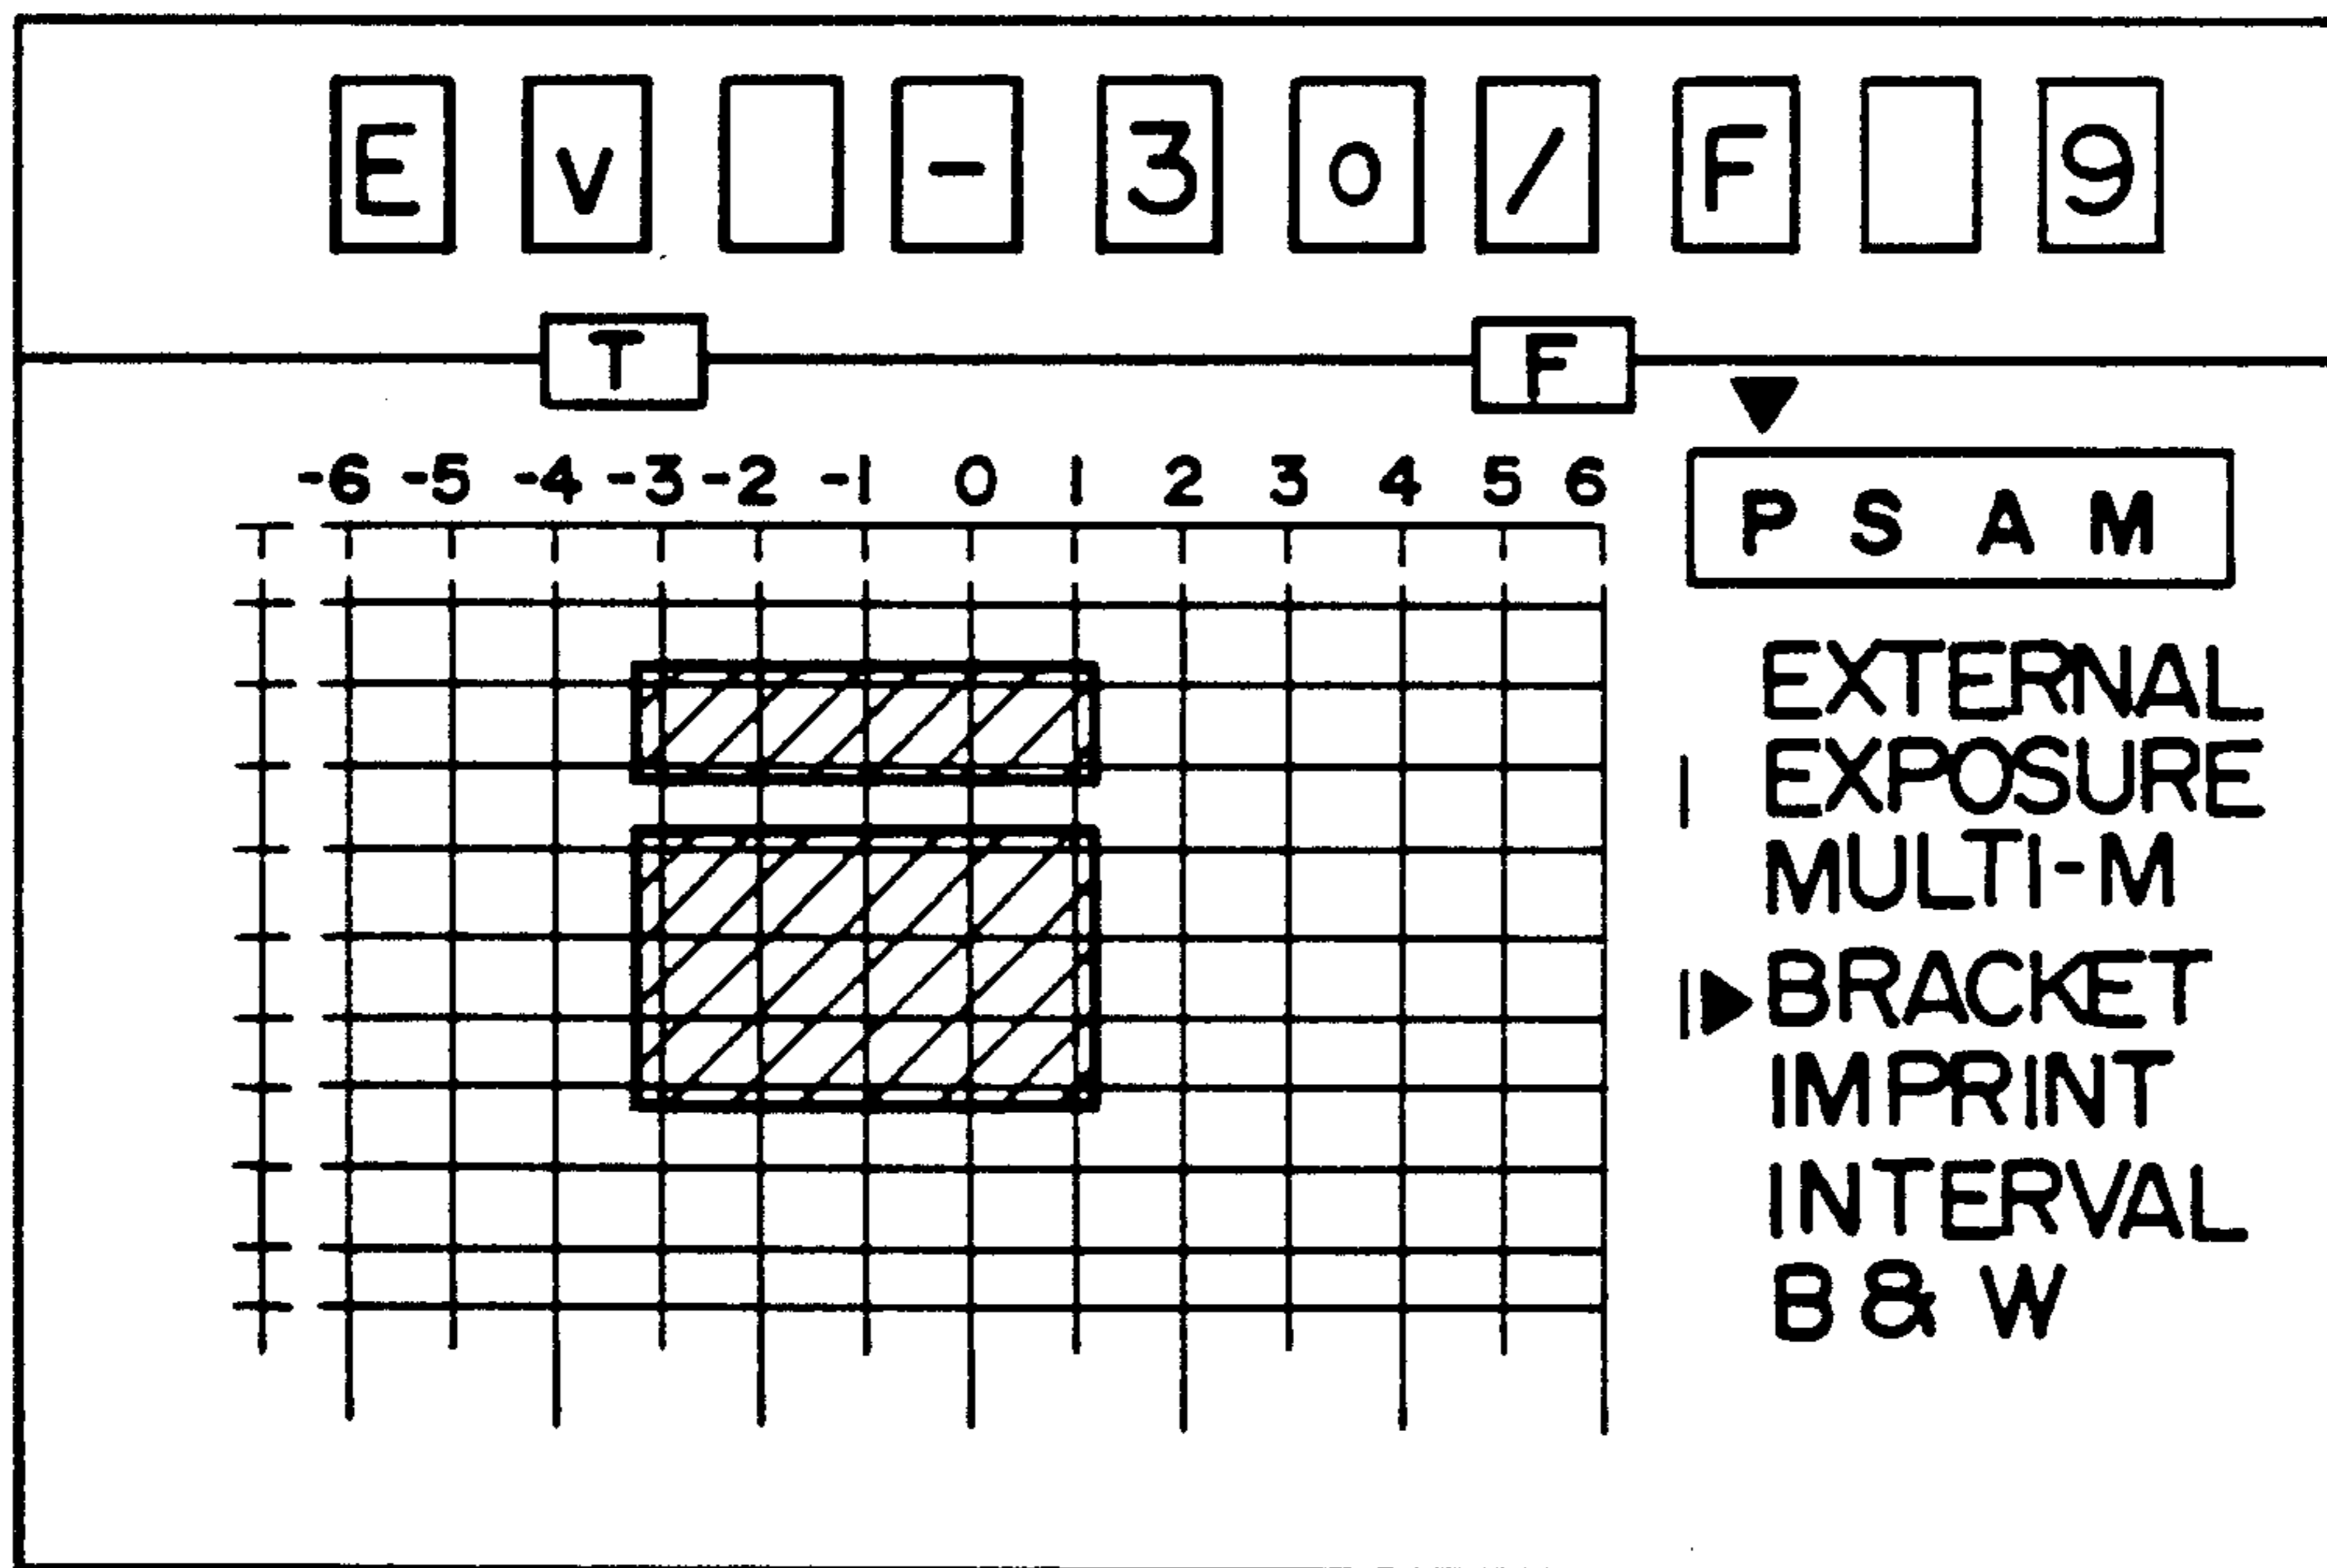 E v - 3 o / F 9
T F
-6 -5 -4 -3 -2 -1 0 1 2 3 4 5 6
P S A M
EXTERNAL
EXPOSURE
MULTI-M
BRACKET
IMPRINT
INTERVAL
B & W